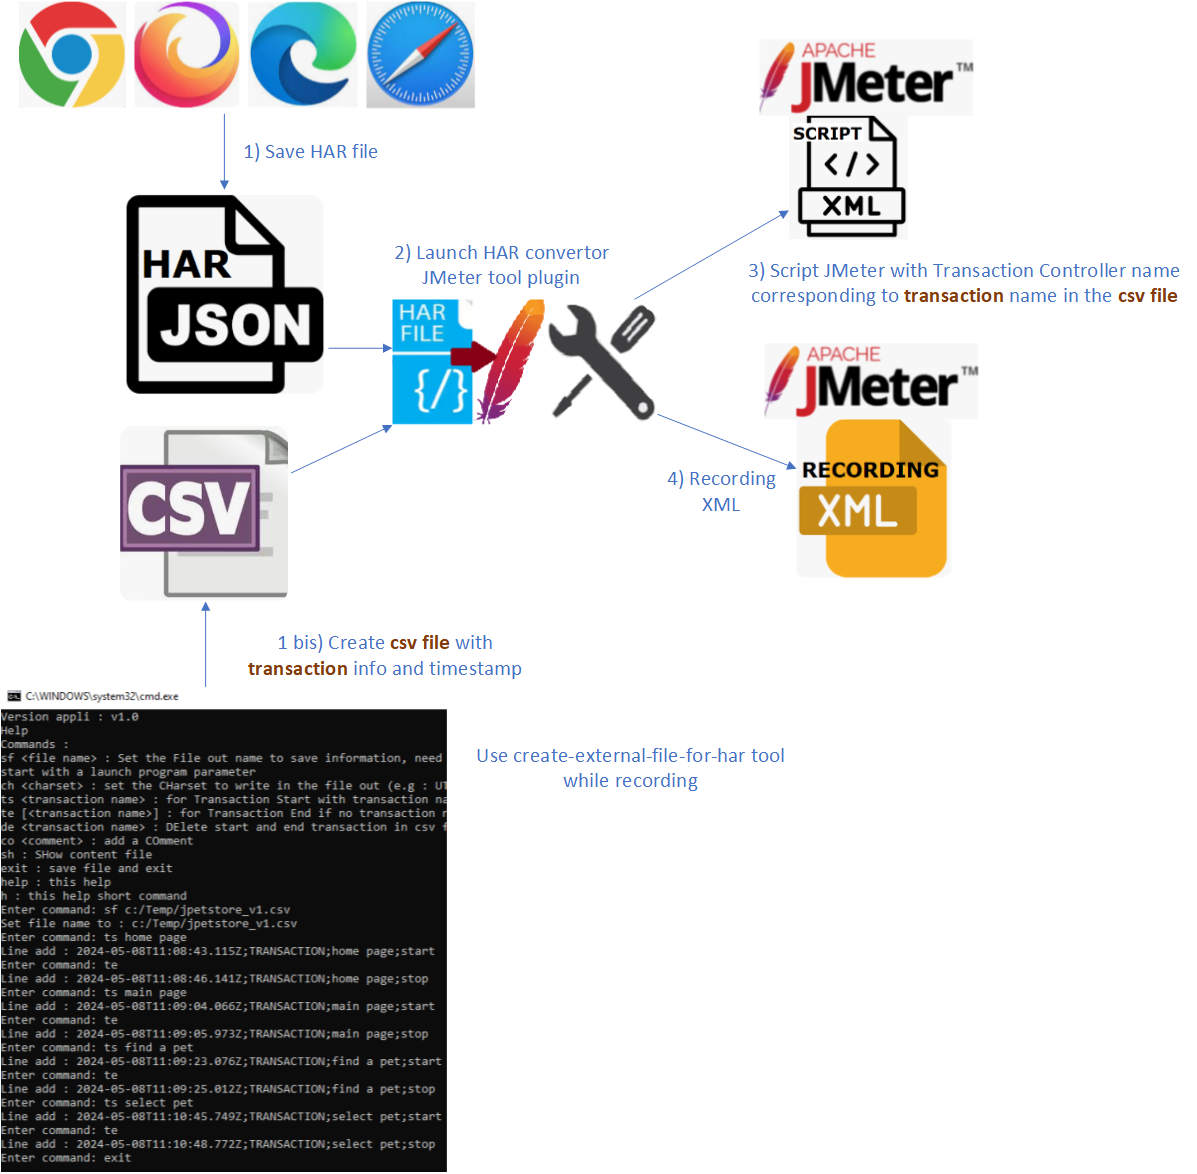 1) Save HAR file
HAR
JSON
2) Launch HAR convertor
JMeter tool plugin
HAR
FILE
{/}
APACHE
JMeter™
SCRIPT
</>
XML
3) Script JMeter with Transaction Controller name
corresponding to transaction name in the csv file
APACHE
JMeter™
4) Recording
XML
RECORDING
XML
CSV
1 bis) Create csv file with
transaction info and timestamp
Use create-external-file-for-har tool
while recording
C:\WINDOWS\system32\cmd.exe
Version appli : v1.0
Help
Commands :
sf <file name> : Set the File out name to save information, need
start with a launch program parameter
ch <charset> : set the CHarset to write in the file out (e.g : UT
ts <transaction name> : for Transaction Start with transaction na
te [<transaction name>] : for Transaction End if no transaction n
de <transaction name> : DElete start and end transaction in csv f
co <comment> : add a COmment
sh : SHow content file
exit : save file and exit
help : this help
h : this help short command
Enter command: sf c:/Temp/jpetstore_v1.csv
Set file name to : c:/Temp/jpetstore_v1.csv
Enter command: ts home page
Line add : 2024-05-08T11:08:43.115Z;TRANSACTION;home page;start
Enter command: te
Line add : 2024-05-08T11:08:46.141Z;TRANSACTION;home page;stop
Enter command: ts main page
Line add : 2024-05-08T11:09:04.066Z;TRANSACTION;main page;start
Enter command: te
Line add : 2024-05-08T11:09:05.973Z;TRANSACTION;main page;stop
Enter command: ts find a pet
Line add : 2024-05-08T11:09:23.076Z;TRANSACTION;find a pet;start
Enter command: te
Line add : 2024-05-08T11:09:25.012Z;TRANSACTION;find a pet;stop
Enter command: ts select pet
Line add : 2024-05-08T11:10:45.749Z;TRANSACTION;select pet;start
Enter command: te
Line add : 2024-05-08T11:10:48.772Z;TRANSACTION;select pet;stop
Enter command: exit